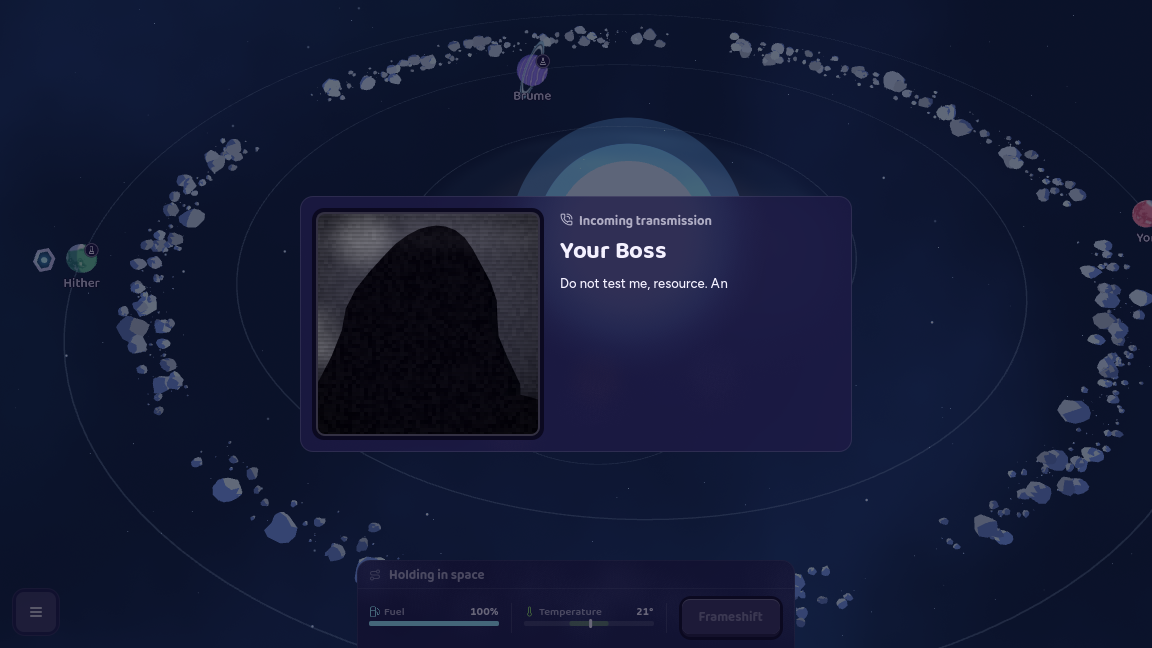 Brume
Incoming transmission
Your Boss
Do not test me, resource. An
Hither
Yo
Holding in space
Fuel 100%
Temperature 21°
Frameshift